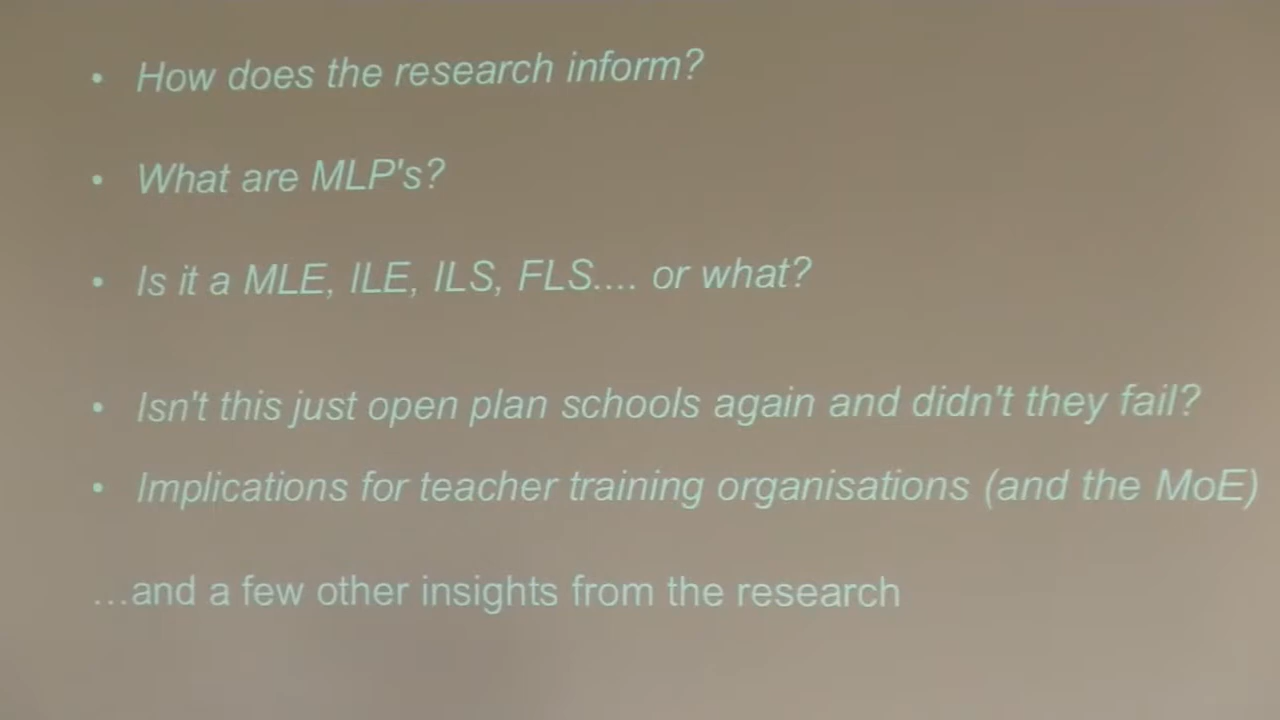 • How does the research inform?
• What are MLP's?
• Is it a MLE, ILE, ILS, FLS.... or what?
• Isn't this just open plan schools again and didn't they fail?
• Implications for teacher training organisations (and the MoE)
...and a few other insights from the research